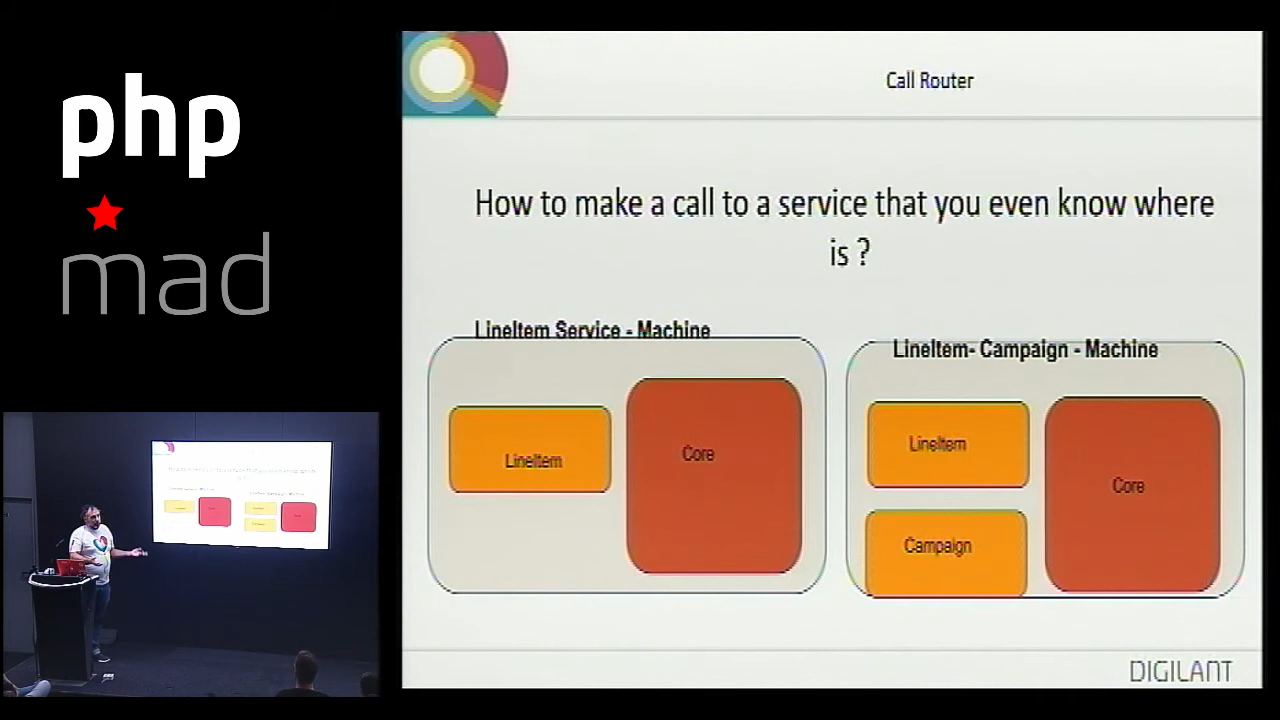 php
mad
Call Router
How to make a call to a service that you even know where
is ?
LineItem Service - Machine
LineItem
Core
LineItem- Campaign - Machine
LineItem
Campaign
Core
DIGILANT